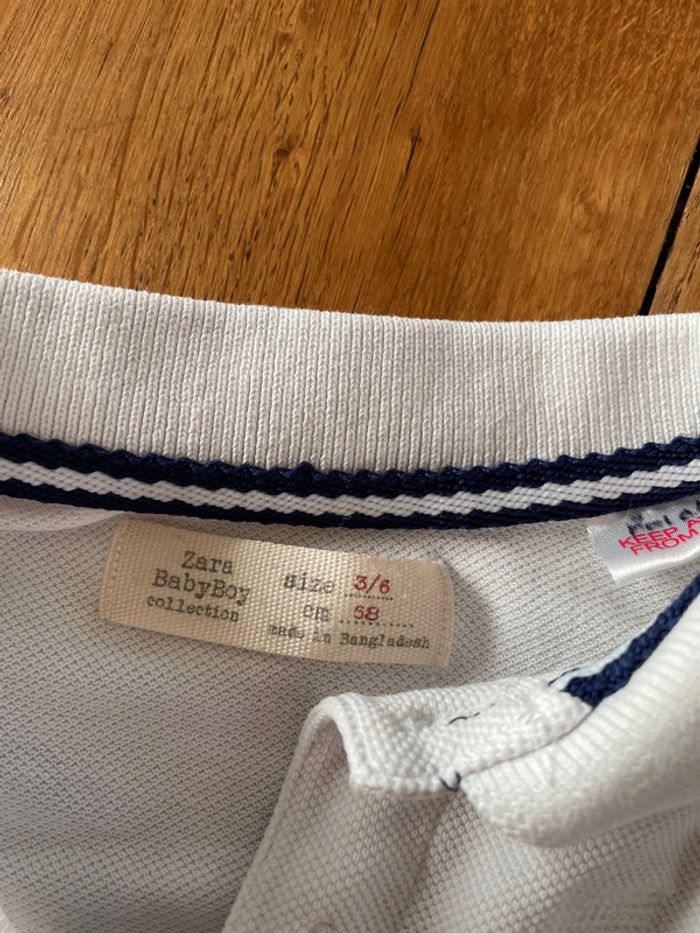 Zara
BabyBoy
collection
size 3/6
cm 68
made in Bangladesh
KEEP A
FROM